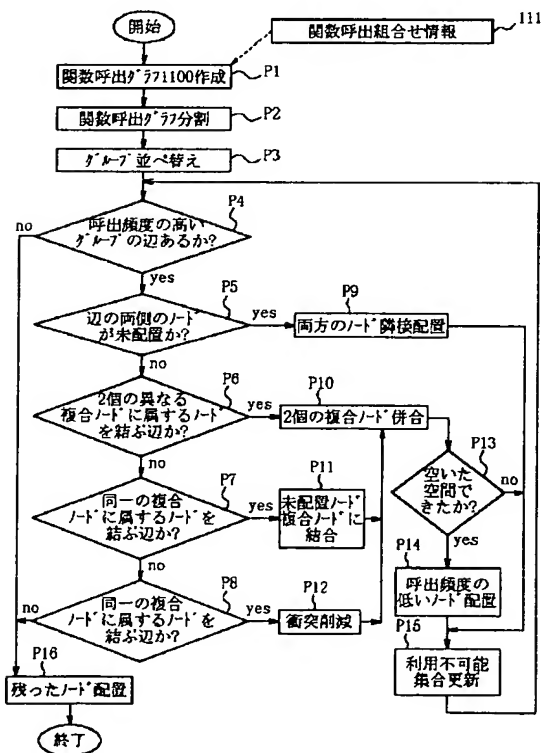 開始
関数呼出組合せ情報
111
関数呼出グラフ1100作成
P1
関数呼出グラフ分割
P2
グループ並べ替え
P3
P4
呼出頻度の高い
グループの辺あるか?
no
yes
P5
辺の両側のノード
が未配置か?
yes
P9
両方のノード隣接配置
no
P6
2個の異なる
複合ノードに属するノード
を結ぶ辺か?
yes
P10
2個の複合ノード併合
no
P13
空いた
空間で
きたか?
no
yes
P7
同一の複合
ノードに属するノードを
結ぶ辺か?
yes
P11
未配置ノード
複合ノードに
結合
no
P14
呼出頻度の
低いノード配置
P8
同一の複合
ノードに属するノードを
結ぶ辺か?
no
yes
P12
衝突削減
P15
利用不可能
集合更新
P16
残ったノード配置
終了